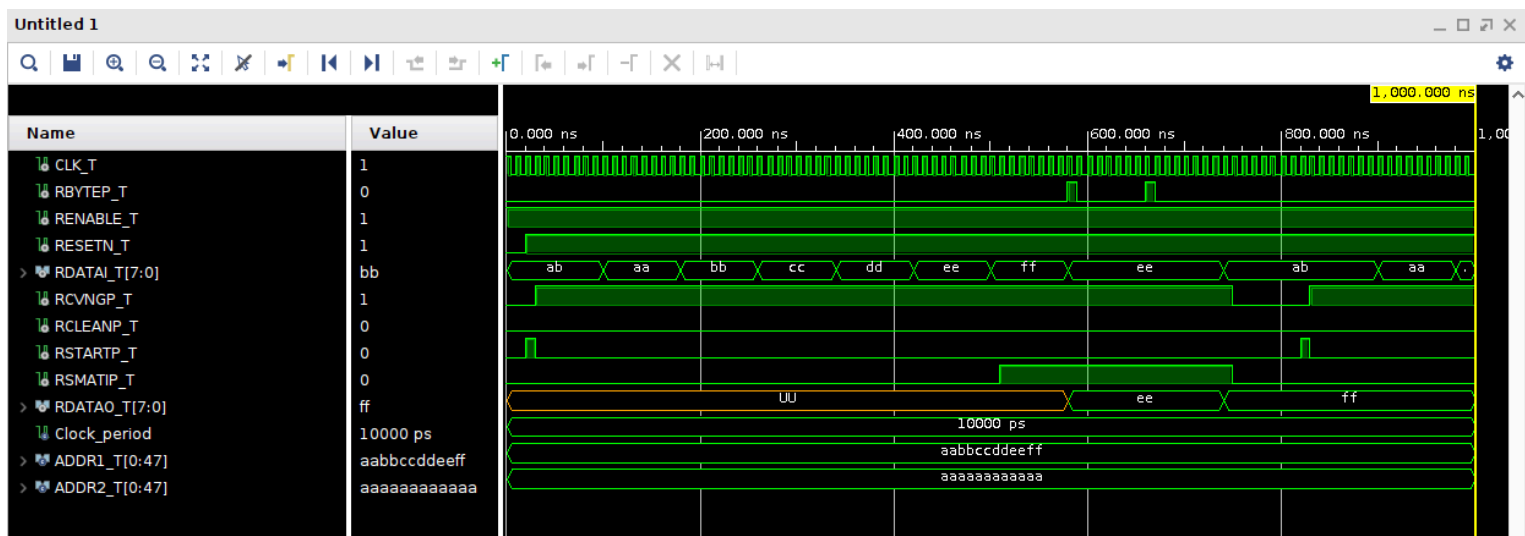 Untitled 1
1,000.000 ns
Name Value 0.000 ns 200.000 ns 400.000 ns 600.000 ns 800.000 ns 1,00
CLK_T 1
RBYTEP_T 0
RENABLE_T 1
RESETN_T 1
RDATAI_T[7:0] bb ab aa bb cc dd ee ff ee ab aa .
RCVNGP_T 1
RCLEANP_T 0
RSTARTP_T 0
RSMATIP_T 0
RDATAO_T[7:0] ff UU ee ff
Clock_period 10000 ps 10000 ps
ADDR1_T[0:47] aabbccddeeff aabbccddeeff
ADDR2_T[0:47] aaaaaaaaaaaa aaaaaaaaaaaa